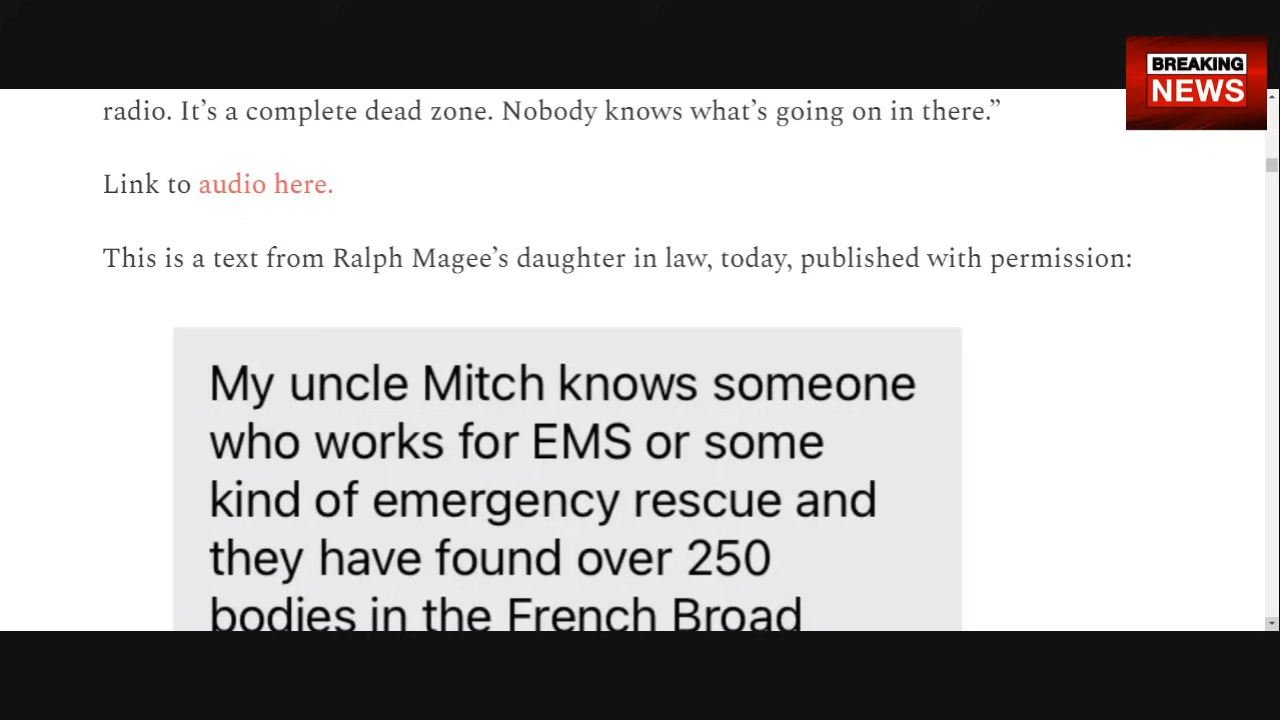 BREAKING
NEWS
radio. It’s a complete dead zone. Nobody knows what’s going on in there.”
Link to audio here.
This is a text from Ralph Magee’s daughter in law, today, published with permission:
My uncle Mitch knows someone
who works for EMS or some
kind of emergency rescue and
they have found over 250
bodies in the French Broad